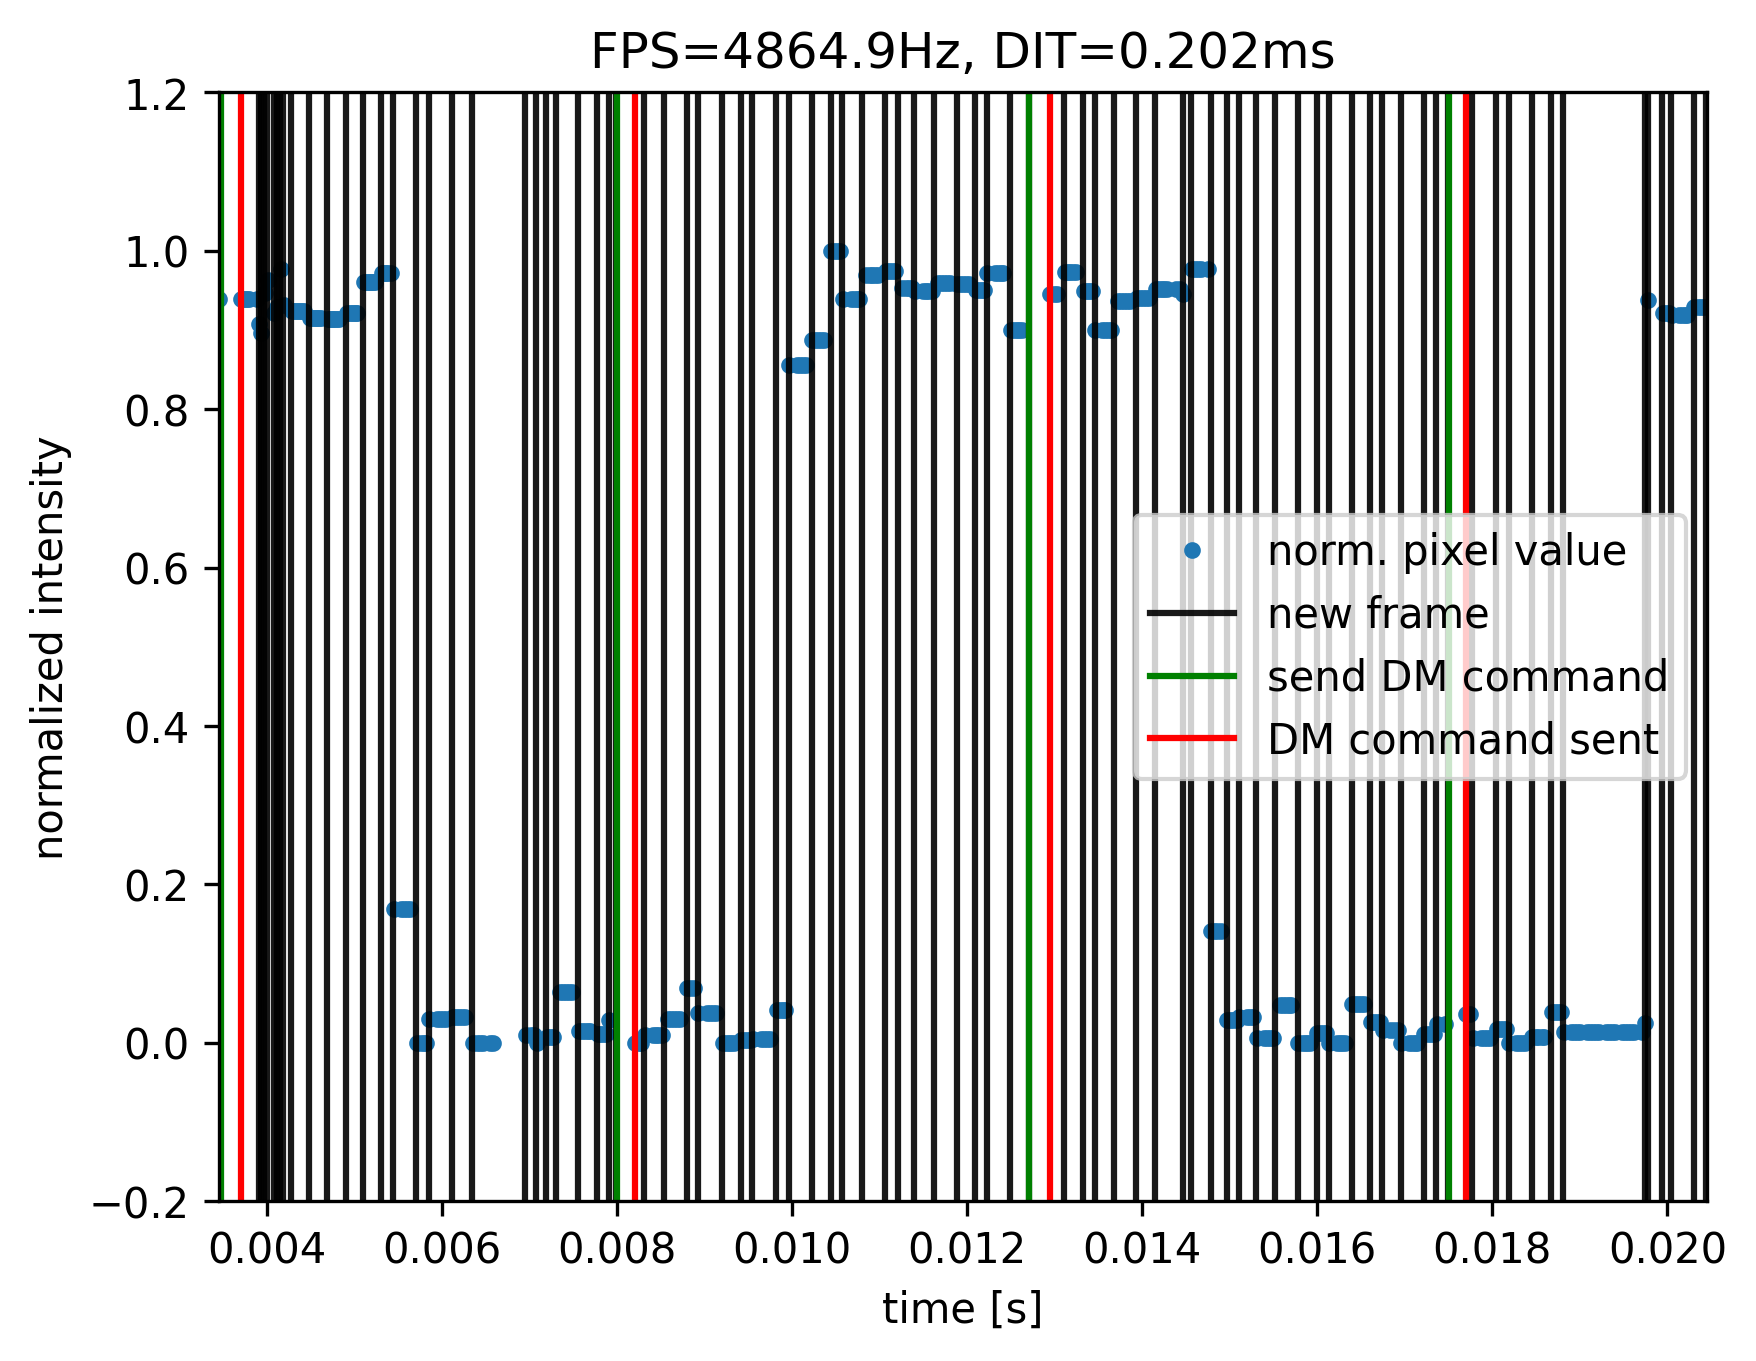 FPS=4864.9Hz, DIT=0.202ms
1.2
1.0
0.8
0.6
0.4
0.2
0.0
−0.2
normalized intensity
norm. pixel value
new frame
send DM command
DM command sent
0.004 0.006 0.008 0.010 0.012 0.014 0.016 0.018 0.020
time [s]